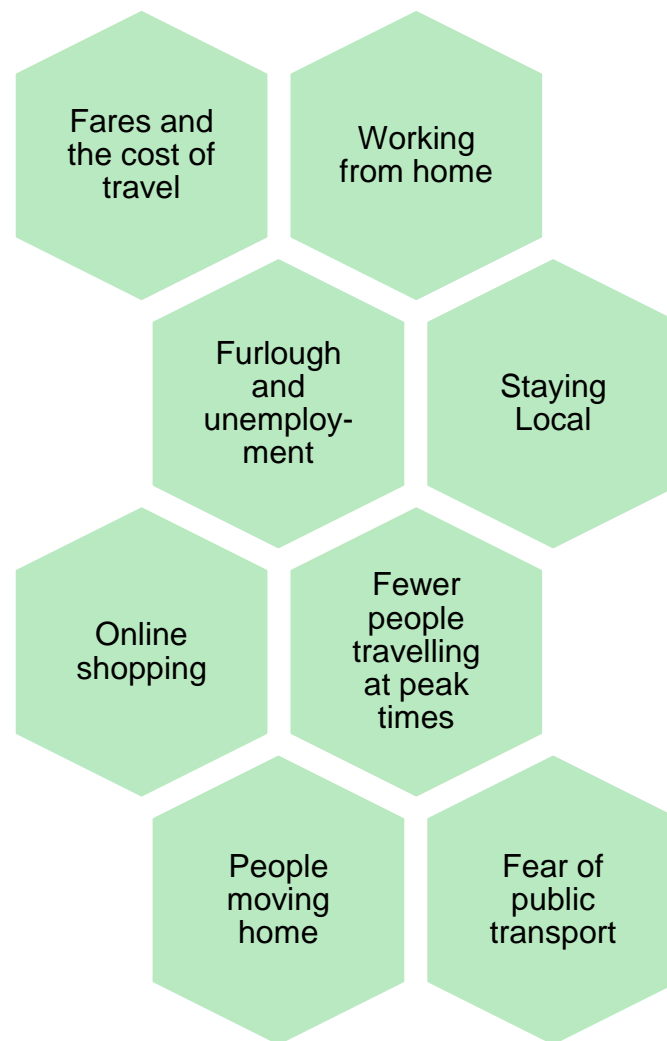 Fares and
the cost of
travel
Working
from home
Furlough
and
unemploy-
ment
Staying
Local
Online
shopping
Fewer
people
travelling
at peak
times
People
moving
home
Fear of
public
transport